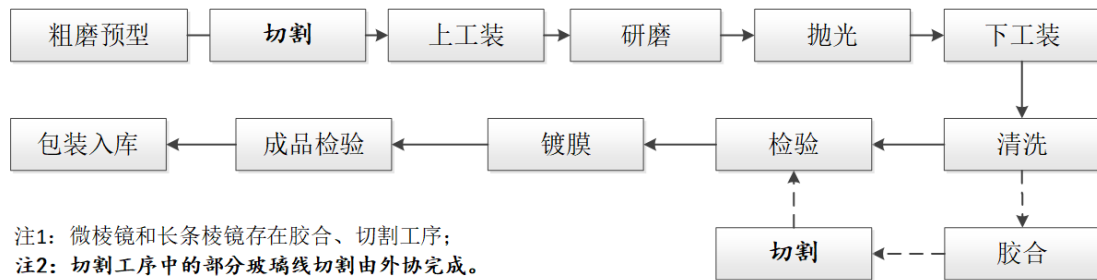 粗磨预型
切割
上工装
研磨
抛光
下工装
包装入库
成品检验
镀膜
检验
清洗
切割
胶合
注1：微棱镜和长条棱镜存在胶合、切割工序；
注2：切割工序中的部分玻璃线切割由外协完成。